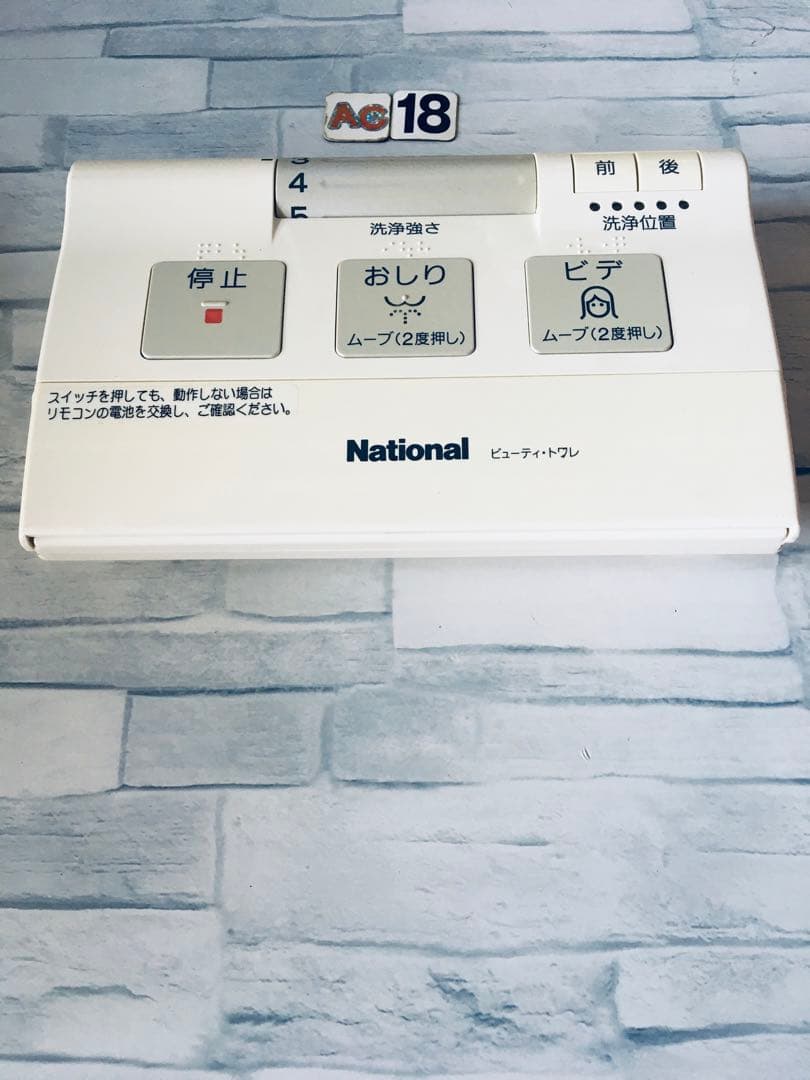 AC 18
3
4
5
前 後
洗浄強さ
洗浄位置
停止
おしり
ムーブ(2度押し)
ビデ
ムーブ(2度押し)
スイッチを押しても、動作しない場合は
リモコンの電池を交換し、ご確認ください。
National ビューティ・トワレ